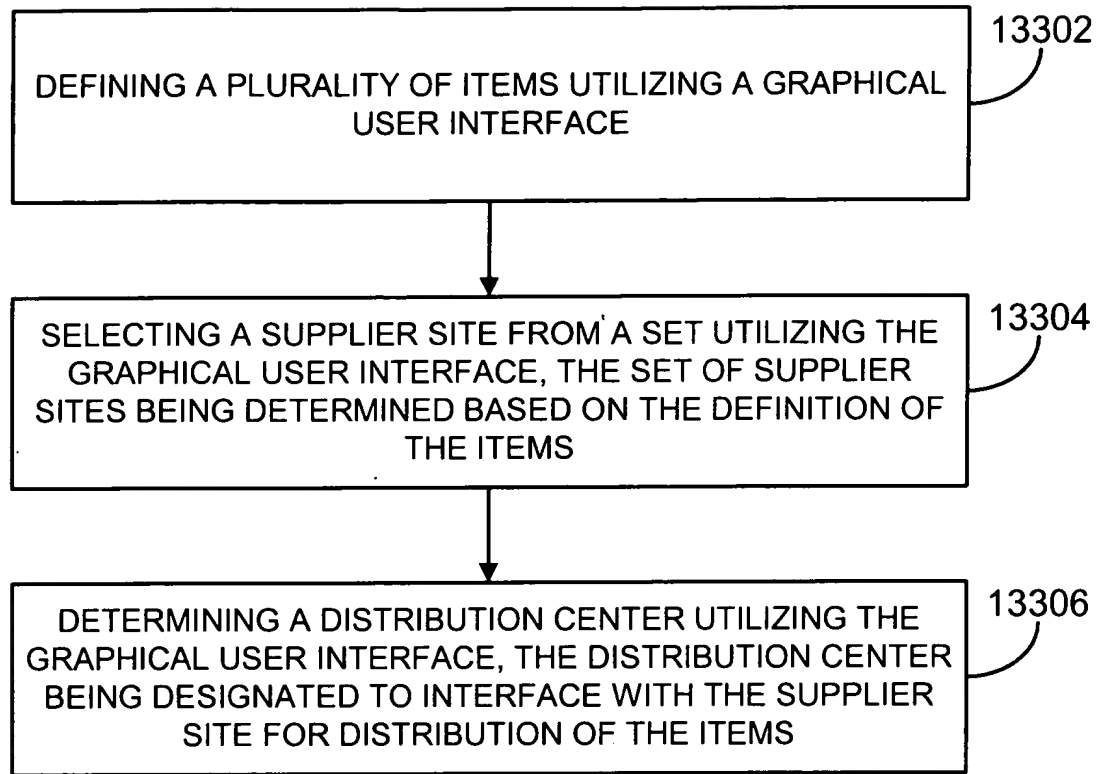 13302
DEFINING A PLURALITY OF ITEMS UTILIZING A GRAPHICAL
USER INTERFACE
13304
SELECTING A SUPPLIER SITE FROM A SET UTILIZING THE
GRAPHICAL USER INTERFACE, THE SET OF SUPPLIER
SITES BEING DETERMINED BASED ON THE DEFINITION OF
THE ITEMS
13306
DETERMINING A DISTRIBUTION CENTER UTILIZING THE
GRAPHICAL USER INTERFACE, THE DISTRIBUTION CENTER
BEING DESIGNATED TO INTERFACE WITH THE SUPPLIER
SITE FOR DISTRIBUTION OF THE ITEMS